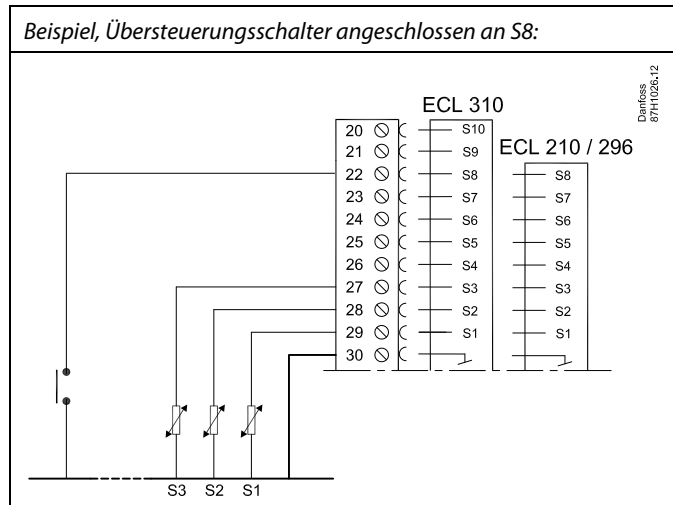 Beispiel, Übersteuerungsschalter angeschlossen an S8:
Danfoss
87H1026.12
ECL 310
ECL 210 / 296
20 S10
21 S9
22 S8 S8
23 S7 S7
24 S6 S6
25 S5 S5
26 S4 S4
27 S3 S3
28 S2 S2
29 S1 S1
30
S3 S2 S1